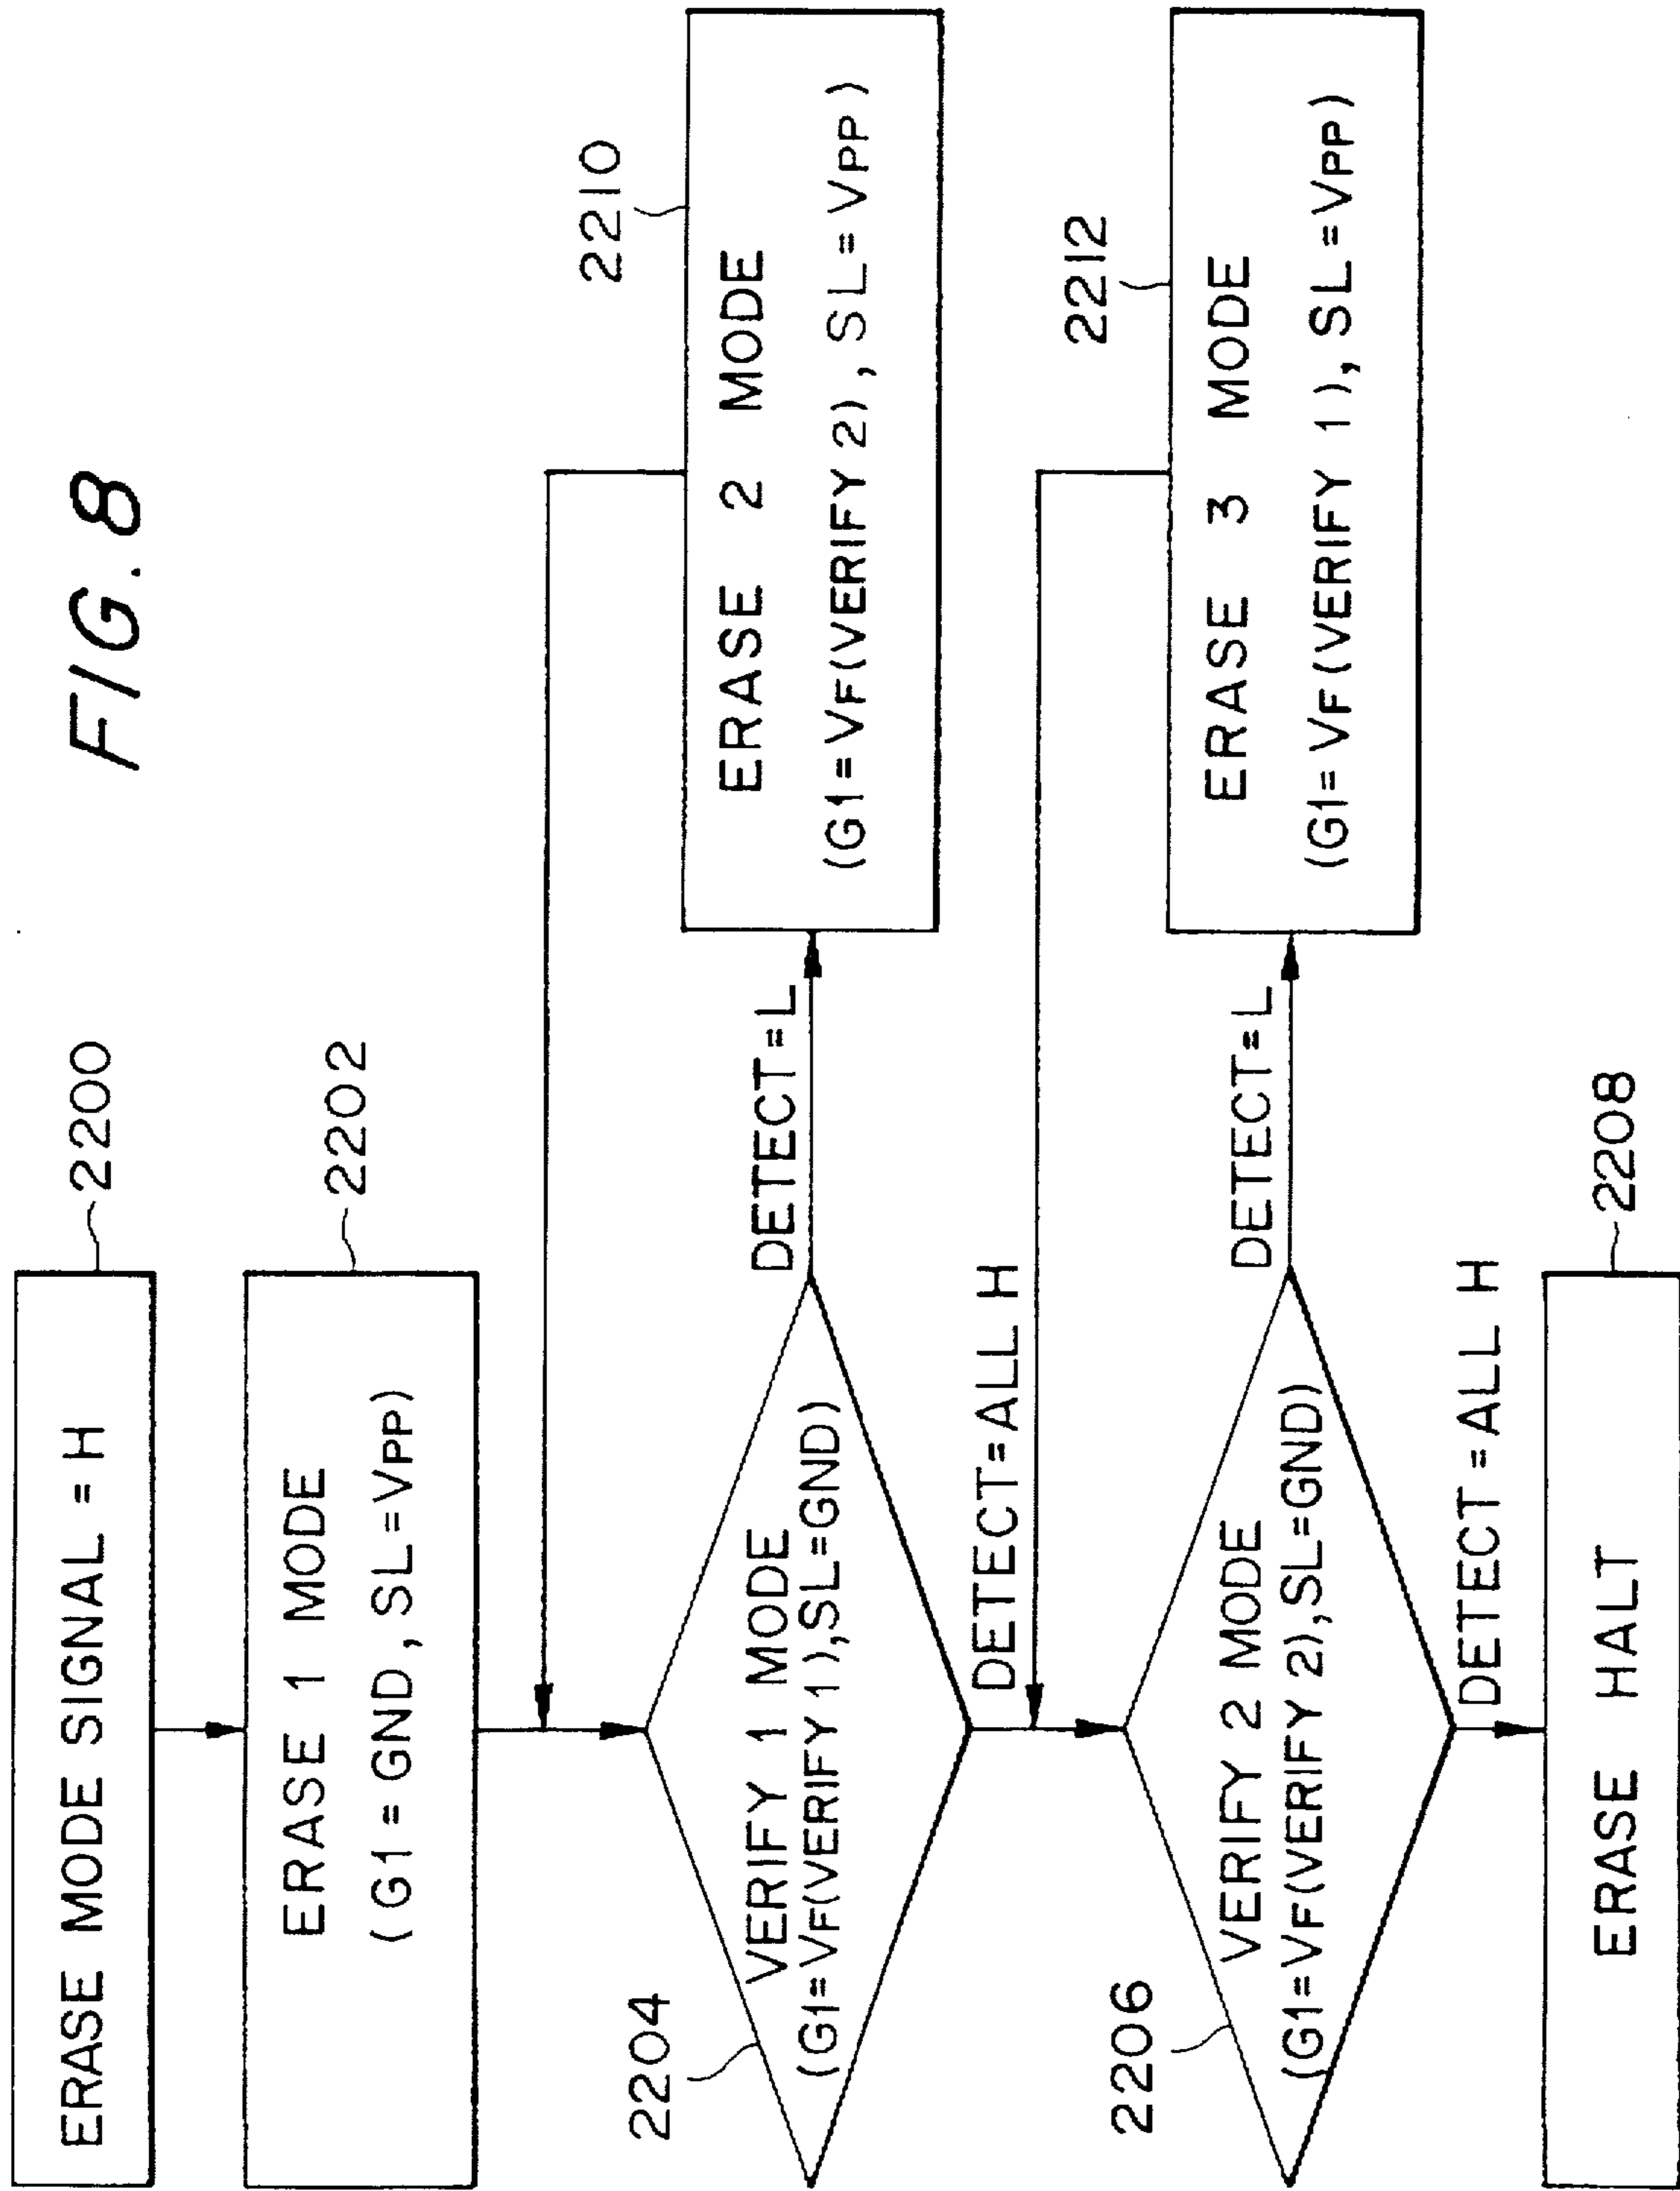 FIG. 8
ERASE MODE SIGNAL = H
2200
ERASE 1 MODE
(G1 = GND, SL = VPP)
2202
2204
VERIFY 1 MODE
(G1 = VF(VERIFY 1), SL = GND)
DETECT = L
ERASE 2 MODE
(G1 = VF(VERIFY 2), SL = VPP)
2210
DETECT = ALL H
2206
VERIFY 2 MODE
(G1 = VF(VERIFY 2), SL = GND)
DETECT = L
ERASE 3 MODE
(G1 = VF(VERIFY 1), SL = VPP)
2212
DETECT = ALL H
ERASE HALT
2208